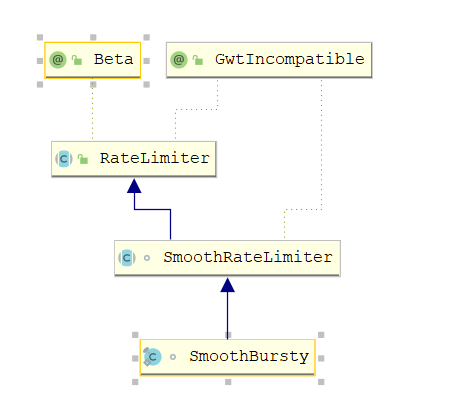 Beta
GwtIncompatible
RateLimiter
SmoothRateLimiter
SmoothBursty